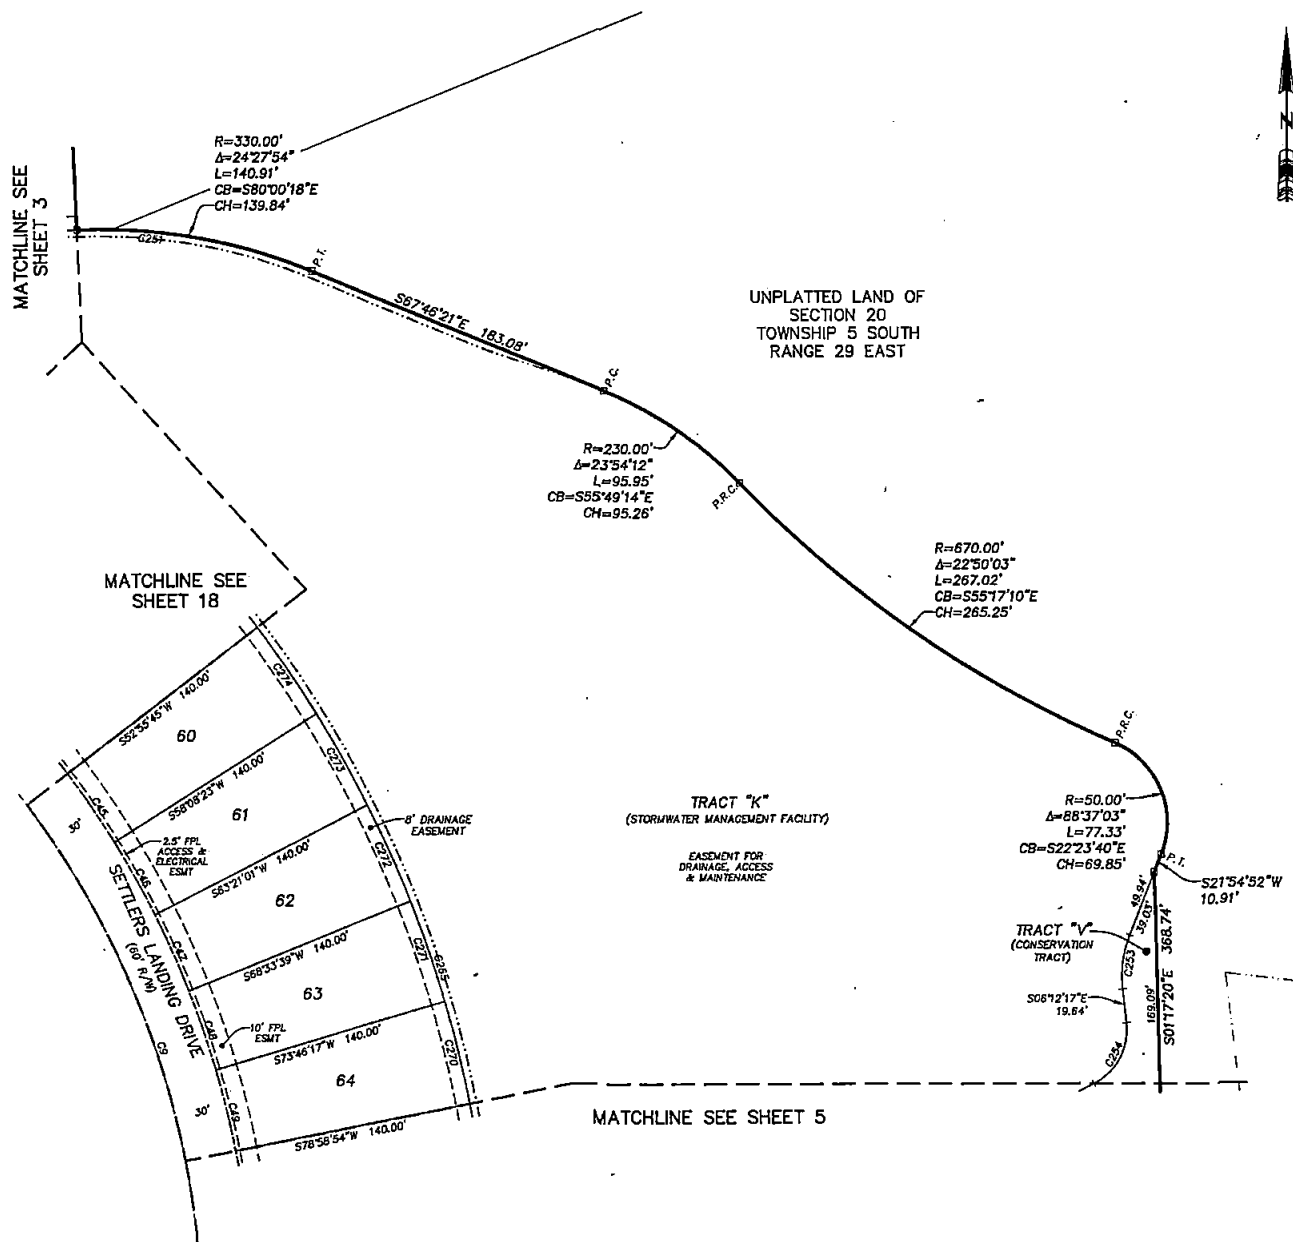 N
R=330.00'
Δ=24°27'54"
L=140.91'
CB=S80°00'18"E
CH=139.84'
MATCHLINE SEE
SHEET 3
C251
P.T.
S67°46'21"E 183.08'
P.C.
UNPLATTED LAND OF
SECTION 20
TOWNSHIP 5 SOUTH
RANGE 29 EAST
R=230.00'
Δ=23°54'12"
L=95.95'
CB=S55°49'14"E
CH=95.26'
P.R.C.
R=670.00'
Δ=22°50'03"
L=267.02'
CB=S55°17'10"E
CH=265.25'
MATCHLINE SEE
SHEET 18
P.R.C.
C274
S52°55'45"W 140.00'
60
C273
S58°08'23"W 140.00'
61
C45
30'
2.5' FPL
ACCESS &
ELECTRICAL
ESMT
8' DRAINAGE
EASEMENT
C272
TRACT "K"
(STORMWATER MANAGEMENT FACILITY)
EASEMENT FOR
DRAINAGE, ACCESS
& MAINTENANCE
R=50.00'
Δ=88°37'03"
L=77.33'
CB=S22°23'40"E
CH=69.85'
P.T.
S21°54'52"W
10.91'
C46
S63°21'01"W 140.00'
62
SETTLERS LANDING DRIVE
(60' R/W)
C47
S68°33'39"W 140.00'
C271
C265
63
49.94'
39.03'
TRACT "V"
(CONSERVATION
TRACT)
C253
368.74'
S01°17'20"E
169.09'
S06°12'17"E
19.64'
C48
10' FPL
ESMT
C9
S73°46'17"W 140.00'
C270
64
C254
30'
C49
S78°58'54"W 140.00'
MATCHLINE SEE SHEET 5